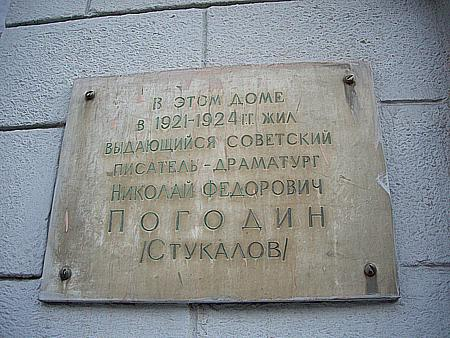 В ЭТОМ ДОМЕ
В 1921-1924 ГГ. ЖИЛ
ВЫДАЮЩИЙСЯ СОВЕТСКИЙ
ПИСАТЕЛЬ-ДРАМАТУРГ
НИКОЛАЙ ФЕДОРОВИЧ
ПОГОДИН
/СТУКАЛОВ/